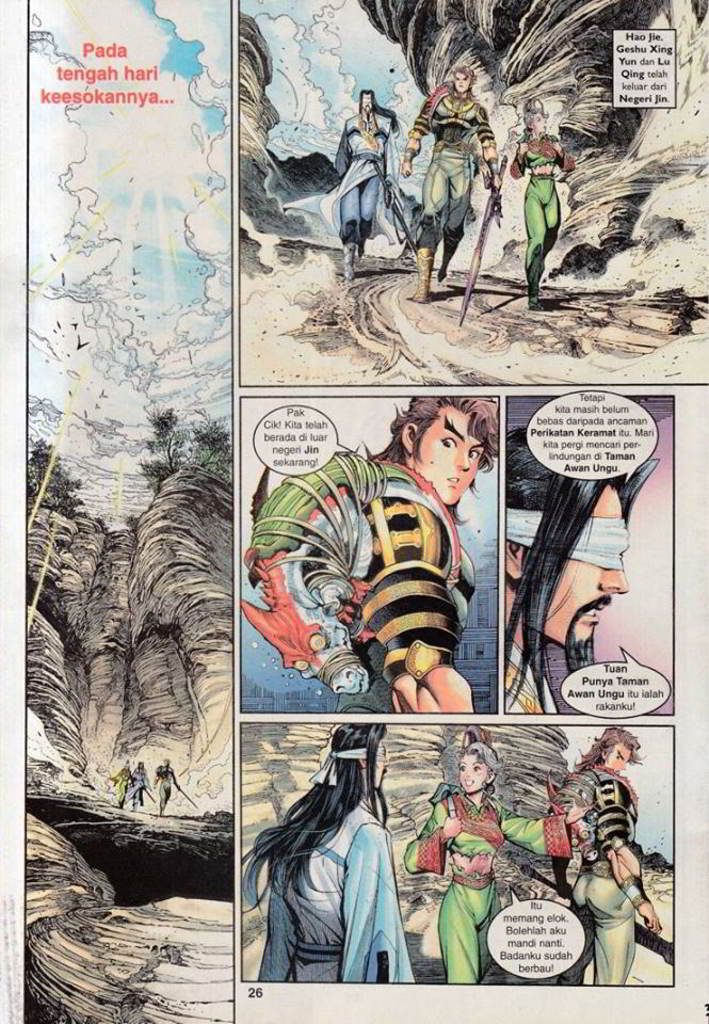 Pada
tengah hari
keesokannya...
Hao Jie,
Geshu Xing
Yun dan Lu
Qing telah
keluar dari
Negeri Jin.
Pak
Cik! Kita telah
berada di luar
negeri Jin
sekarang!
Tetapi
kita masih belum
bebas daripada ancaman
Perikatan Keramat itu. Mari
kita pergi mencari per-
lindungan di Taman
Awan Ungu.
Tuan
Punya Taman
Awan Ungu itu ialah
rakanku!
Itu
memang elok.
Bolehlah aku
mandi nanti.
Badanku sudah
berbau!
26